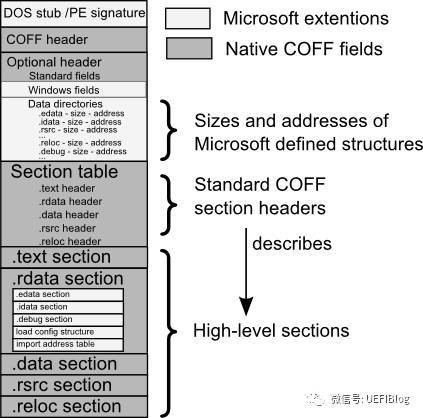 DOS stub /PE signature
COFF header
Optional header
Standard fields
Windows fields
Data directories
.edata - size - address
.idata - size - address
.rsrc - size - address
...
.reloc - size - address
.debug - size - address
...
Section table
.text header
.rdata header
.data header
.rsrc header
.reloc header
.text section
.rdata section
.edata section
.idata section
.debug section
load config structure
import address table
.data section
.rsrc section
.reloc section
Microsoft extentions
Native COFF fields
Sizes and addresses of
Microsoft defined structures
Standard COFF
section headers
describes
High-level sections
微信号: UEFIBlog